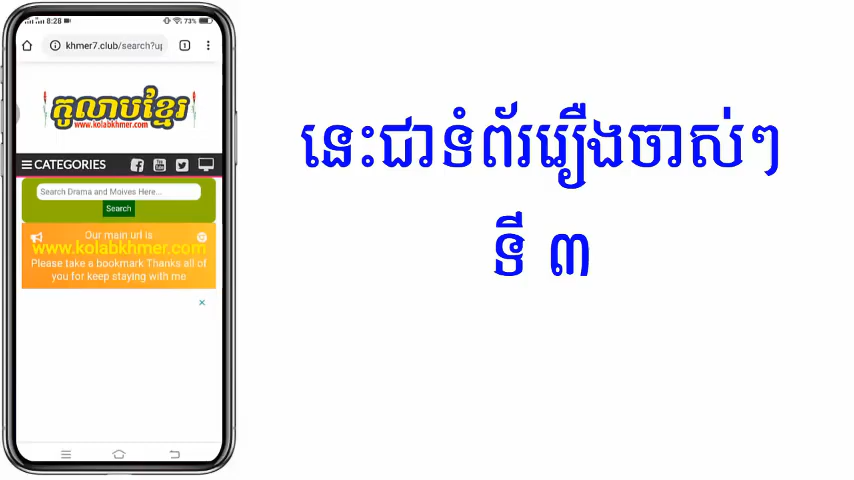 8:28
73%
khmer7.club/search?up
1
កូលាបខ្មែរ
www.kolabkhmer.com
CATEGORIES
Search Drama and Moives Here...
Search
Our main url is
www.kolabkhmer.com
Please take a bookmark Thanks all of
you for keep staying with me
នេះជាទំព័ររឿងចាស់ៗ
ទី ៣